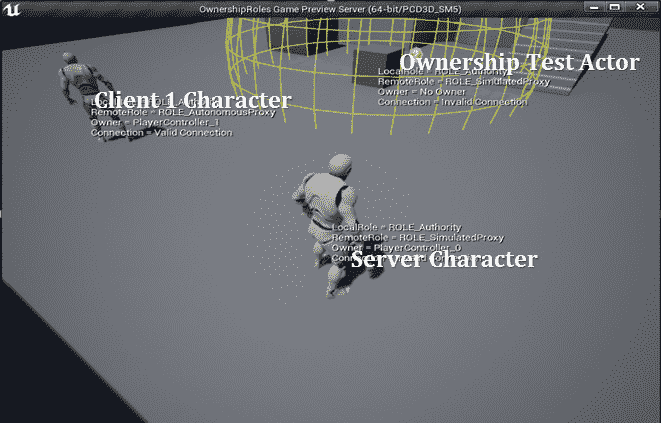 OwnershipRoles Game Preview Server (64-bit/PCD3D_SM5)
Ownership Test Actor
LocalRole = ROLE_Authority
RemoteRole = ROLE_SimulatedProxy
Owner = No Owner
Connection = Invalid Connection
Client 1 Character
RemoteRole = ROLE_AutonomousProxy
Owner = PlayerController_1
Connection = Valid Connection
LocalRole = ROLE_Authority
RemoteRole = ROLE_SimulatedProxy
Owner = PlayerController_0
Server Character